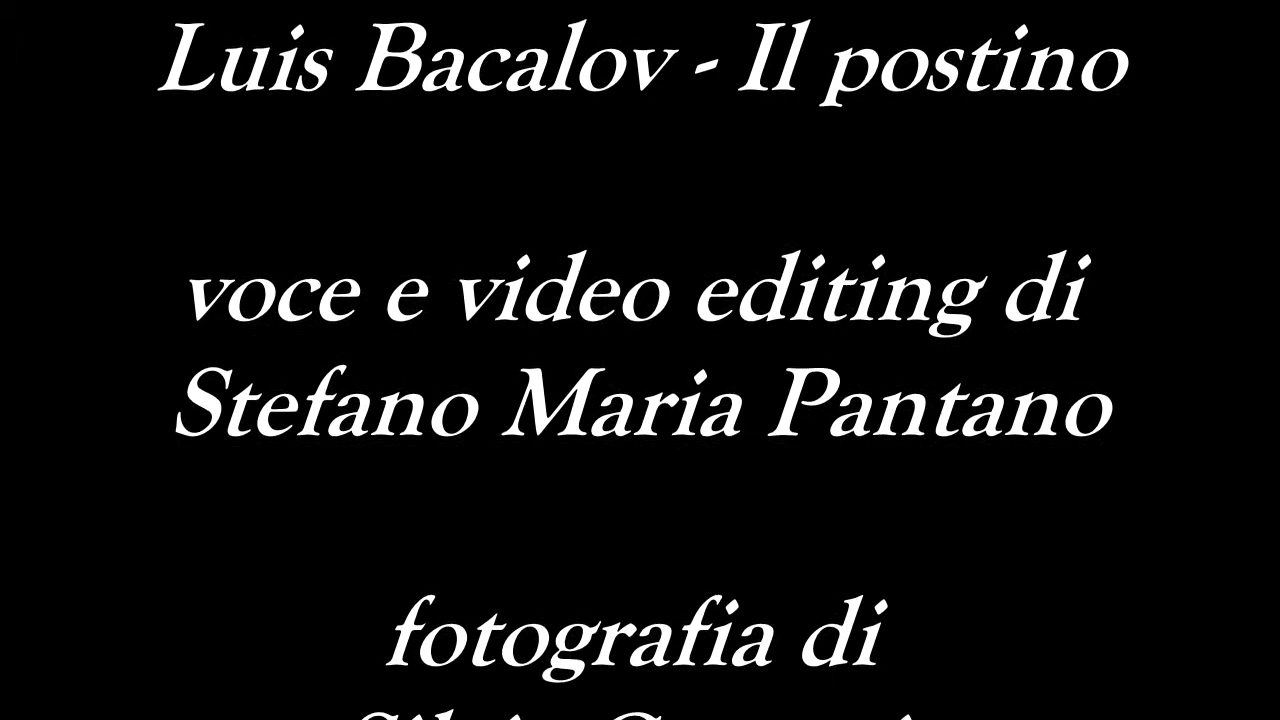 Luis Bacalov - Il postino
voce e video editing di
Stefano Maria Pantano
fotografia di